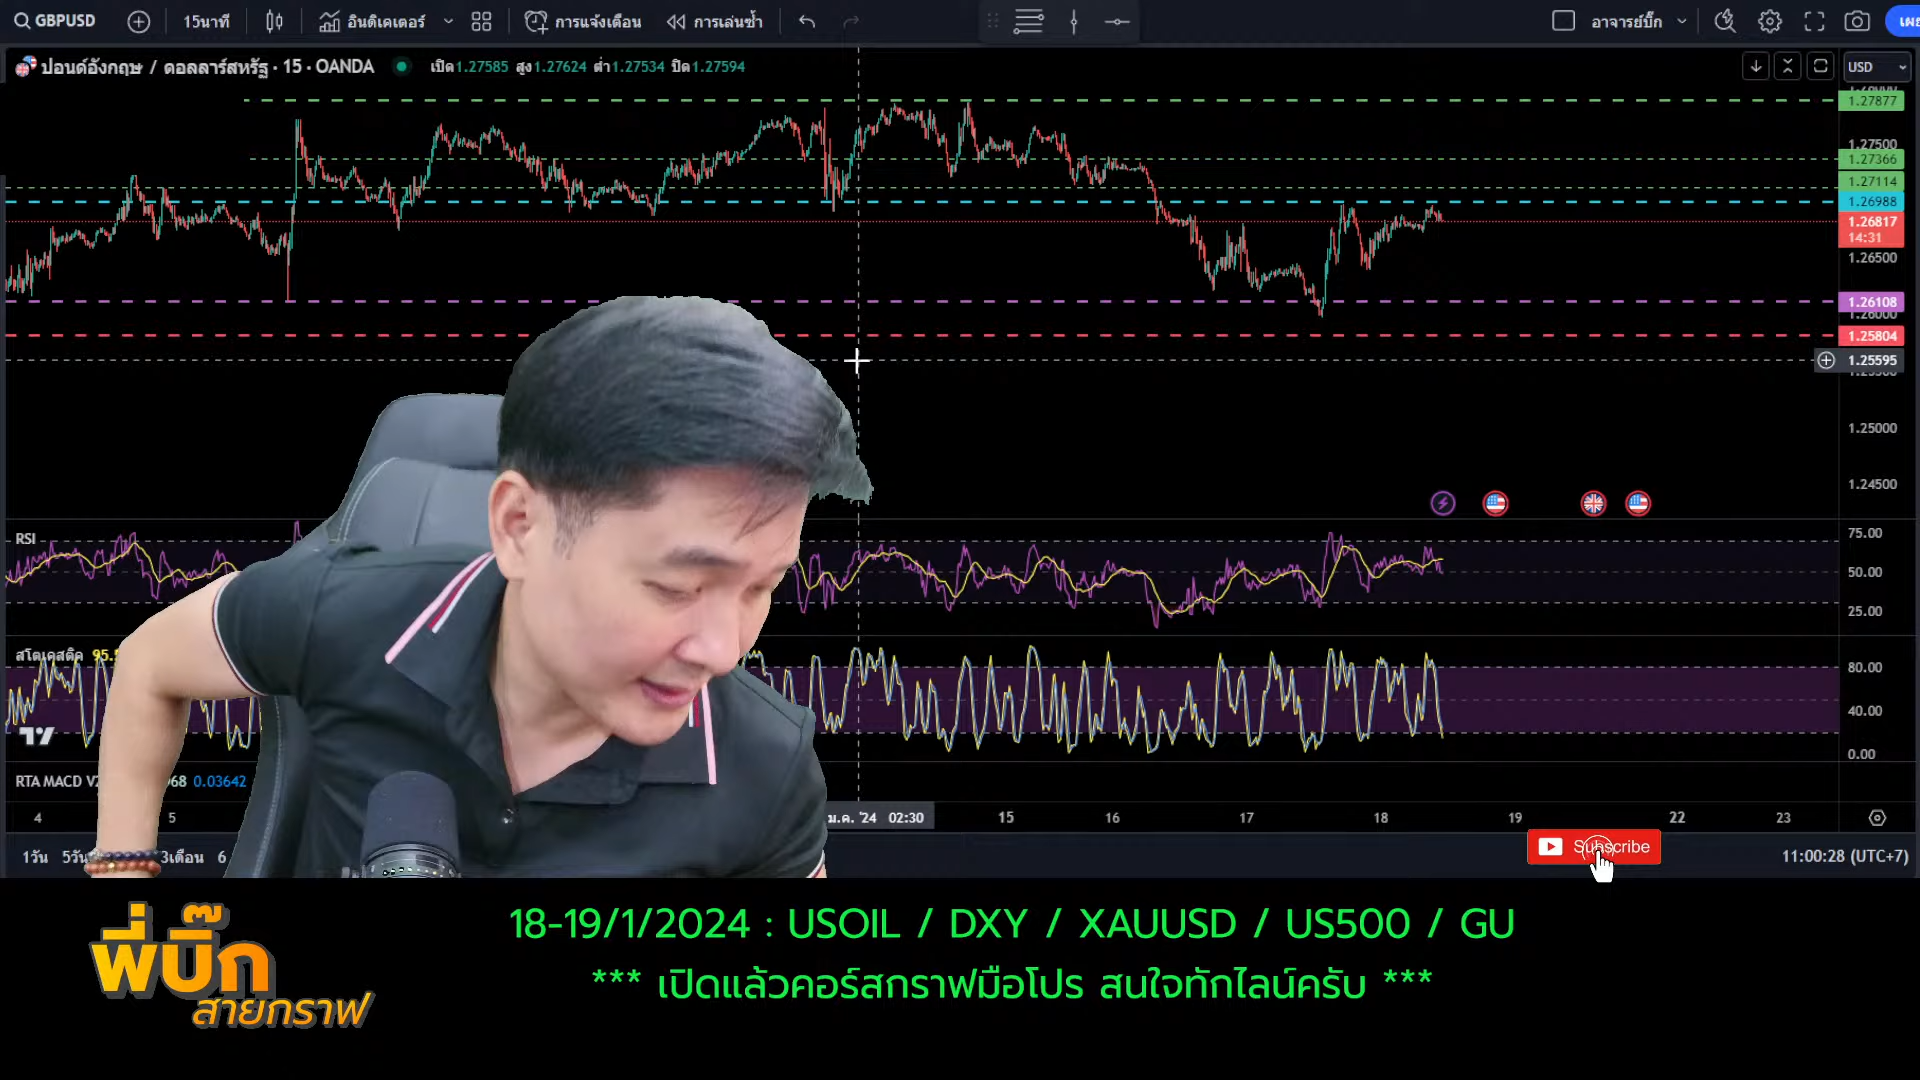 GBPUSD 15นาที อินดิเคเตอร์ การแจ้งเตือน การเล่นซ้ำ อาจารย์บิ๊ก
ปอนด์อังกฤษ / ดอลลาร์สหรัฐ · 15 · OANDA เปิด1.27585 สูง1.27624 ต่ำ1.27534 ปิด1.27594 USD
1.27877
1.27500
1.27366
1.27114
1.26988
1.26817
14:31
1.26500
1.26108
1.26000
1.25804
1.25595
1.25000
1.24500
RSI 75.00
50.00
25.00
สโตแคสติค 80.00
40.00
0.00
RTA MACD 68 0.03642
4 5 ม.ค. '24 02:30 15 16 17 18 19 22 23
1วัน 3เดือน 6 11:00:28 (UTC+7)
Subscribe
พี่บิ๊ก
สายกราฟ
18-19/1/2024 : USOIL / DXY / XAUUSD / US500 / GU
*** เปิดแล้วคอร์สกราฟมือโปร สนใจทักไลน์ครับ ***